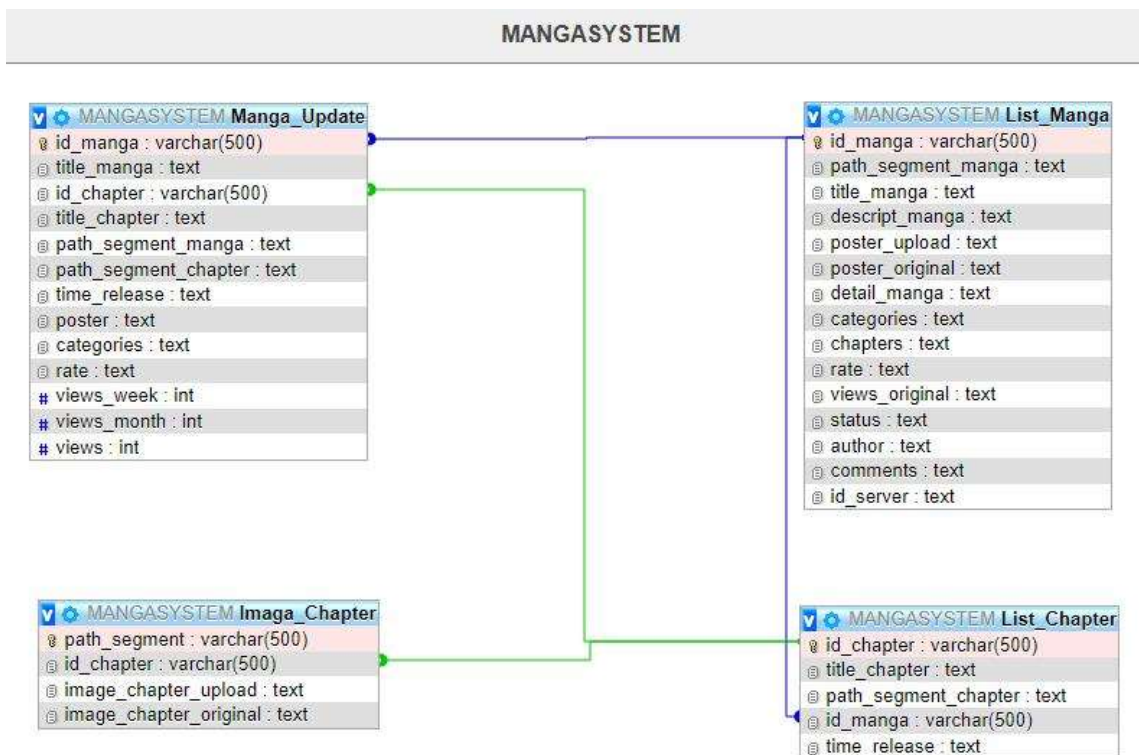 MANGASYSTEM
MANGASYSTEM Manga_Update
id_manga : varchar(500)
title_manga : text
id_chapter : varchar(500)
title_chapter : text
path_segment_manga : text
path_segment_chapter : text
time_release : text
poster : text
categories : text
rate : text
# views_week : int
# views_month : int
# views : int
MANGASYSTEM List_Manga
id_manga : varchar(500)
path_segment_manga : text
title_manga : text
descript_manga : text
poster_upload : text
poster_original : text
detail_manga : text
categories : text
chapters : text
rate : text
views_original : text
status : text
author : text
comments : text
id_server : text
MANGASYSTEM Imaga_Chapter
path_segment : varchar(500)
id_chapter : varchar(500)
image_chapter_upload : text
image_chapter_original : text
MANGASYSTEM List_Chapter
id_chapter : varchar(500)
title_chapter : text
path_segment_chapter : text
id_manga : varchar(500)
time_release : text